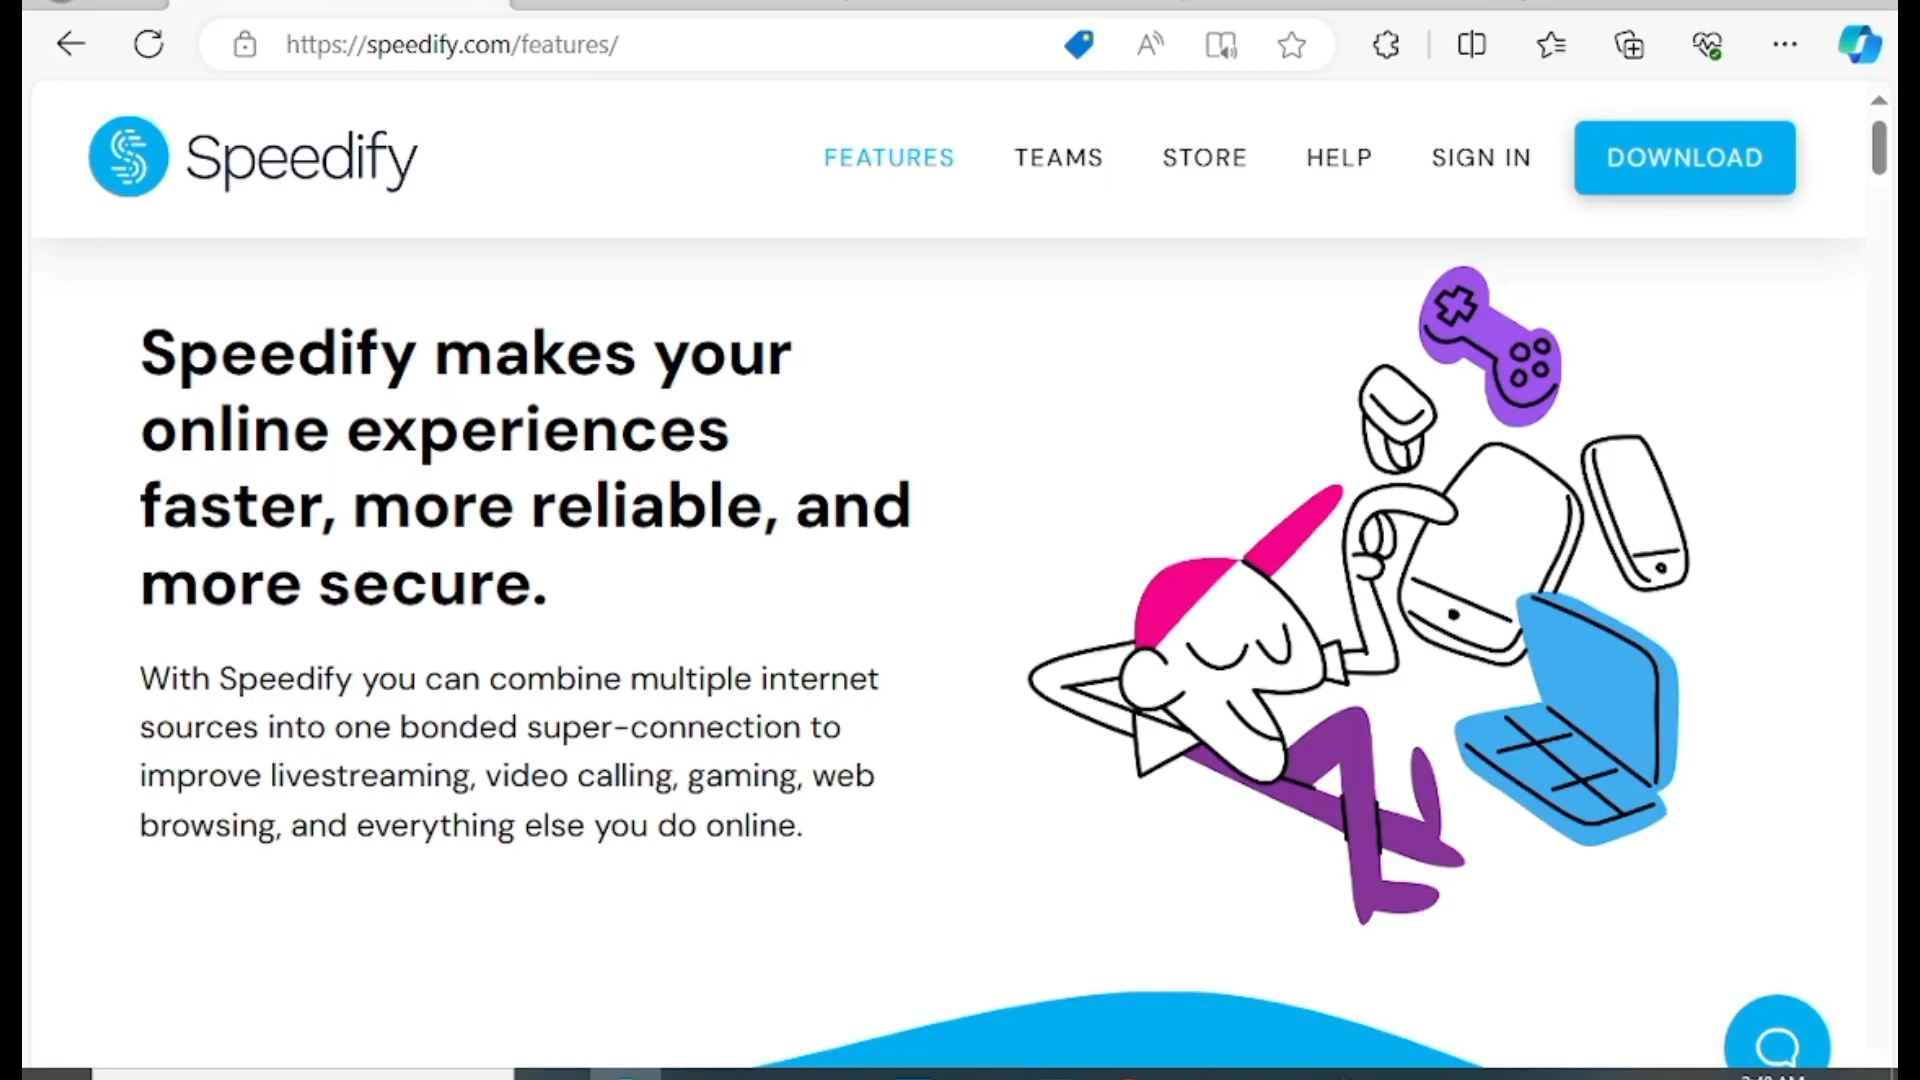 https://speedify.com/features/
Speedify
FEATURES TEAMS STORE HELP SIGN IN DOWNLOAD
Speedify makes your
online experiences
faster, more reliable, and
more secure.
With Speedify you can combine multiple internet
sources into one bonded super-connection to
improve livestreaming, video calling, gaming, web
browsing, and everything else you do online.